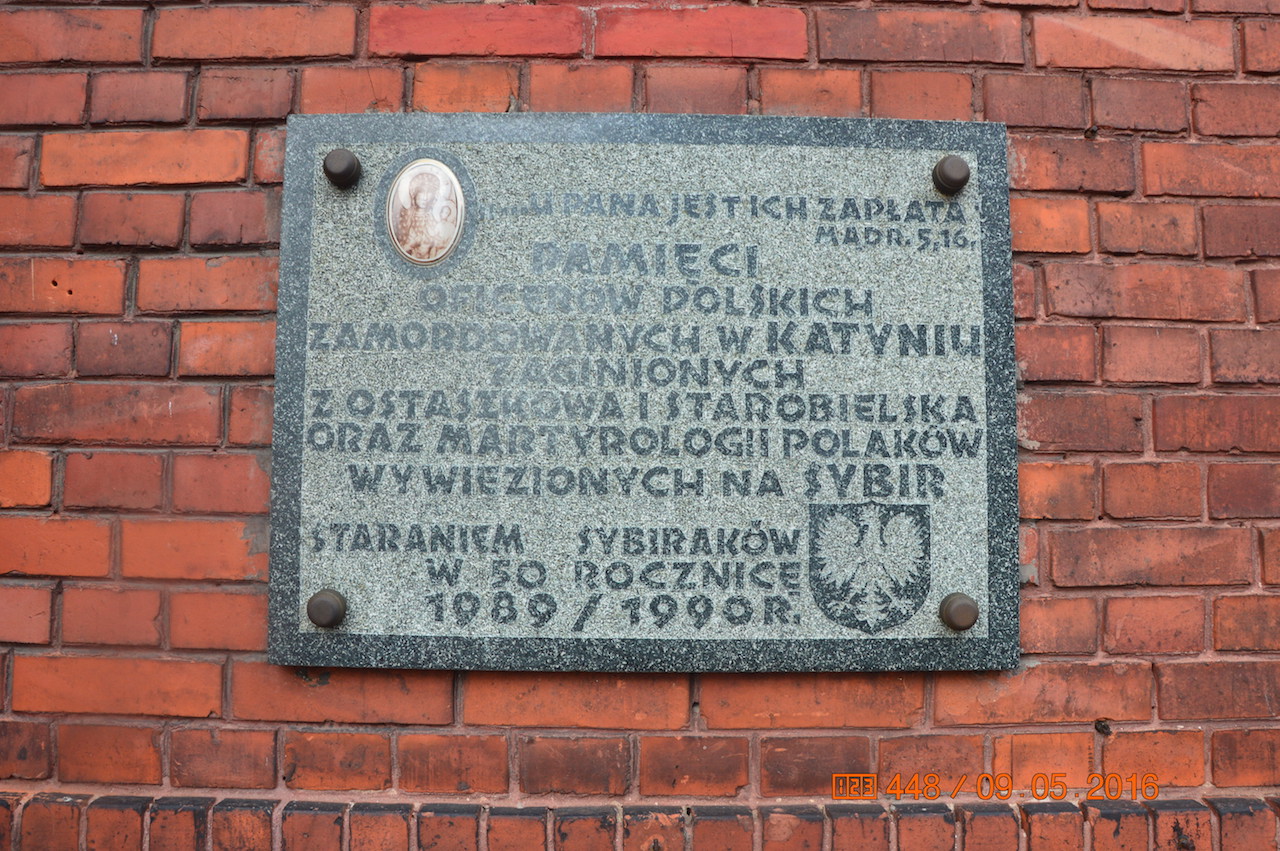 U PANA JEST ICH ZAPŁATA
MĄDR. 5,16.
PAMIĘCI
OFICERÓW POLSKICH
ZAMORDOWANYCH W KATYNIU
ZAGINIONYCH
Z OSTASZKOWA I STAROBIELSKA
ORAZ MARTYROLOGII POLAKÓW
WYWIEZIONYCH NA SYBIR
STARANIEM SYBIRAKÓW
W 50 ROCZNICĘ
1989/1990 R.
123 448 / 09.05.2016